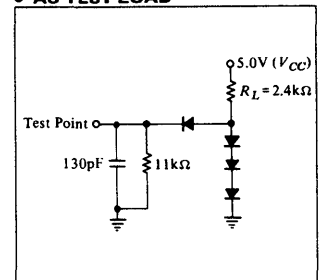 AC TEST LOAD
5.0V (VCC)
RL = 2.4kΩ
Test Point
130pF
11kΩ